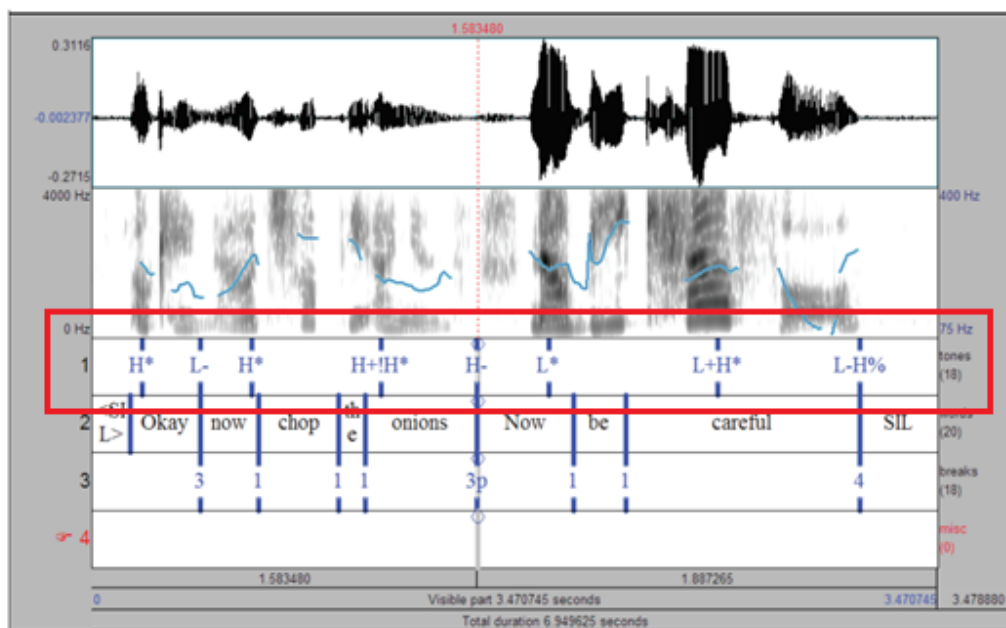 1.583480
0.3116
-0.002377
-0.2715
4000 Hz 400 Hz
0 Hz 75 Hz
1 H* L- H* H+!H* H- L* L+H* L-H% tones
(18)
2 <SI
L> Okay now chop th
e onions Now be careful SIL words
(20)
3 3 1 1 1 3p 1 1 4 breaks
(18)
☞ 4 misc
(0)
1.583480 1.887265
0 Visible part 3.470745 seconds 3.470745 3.478880
Total duration 6.949625 seconds